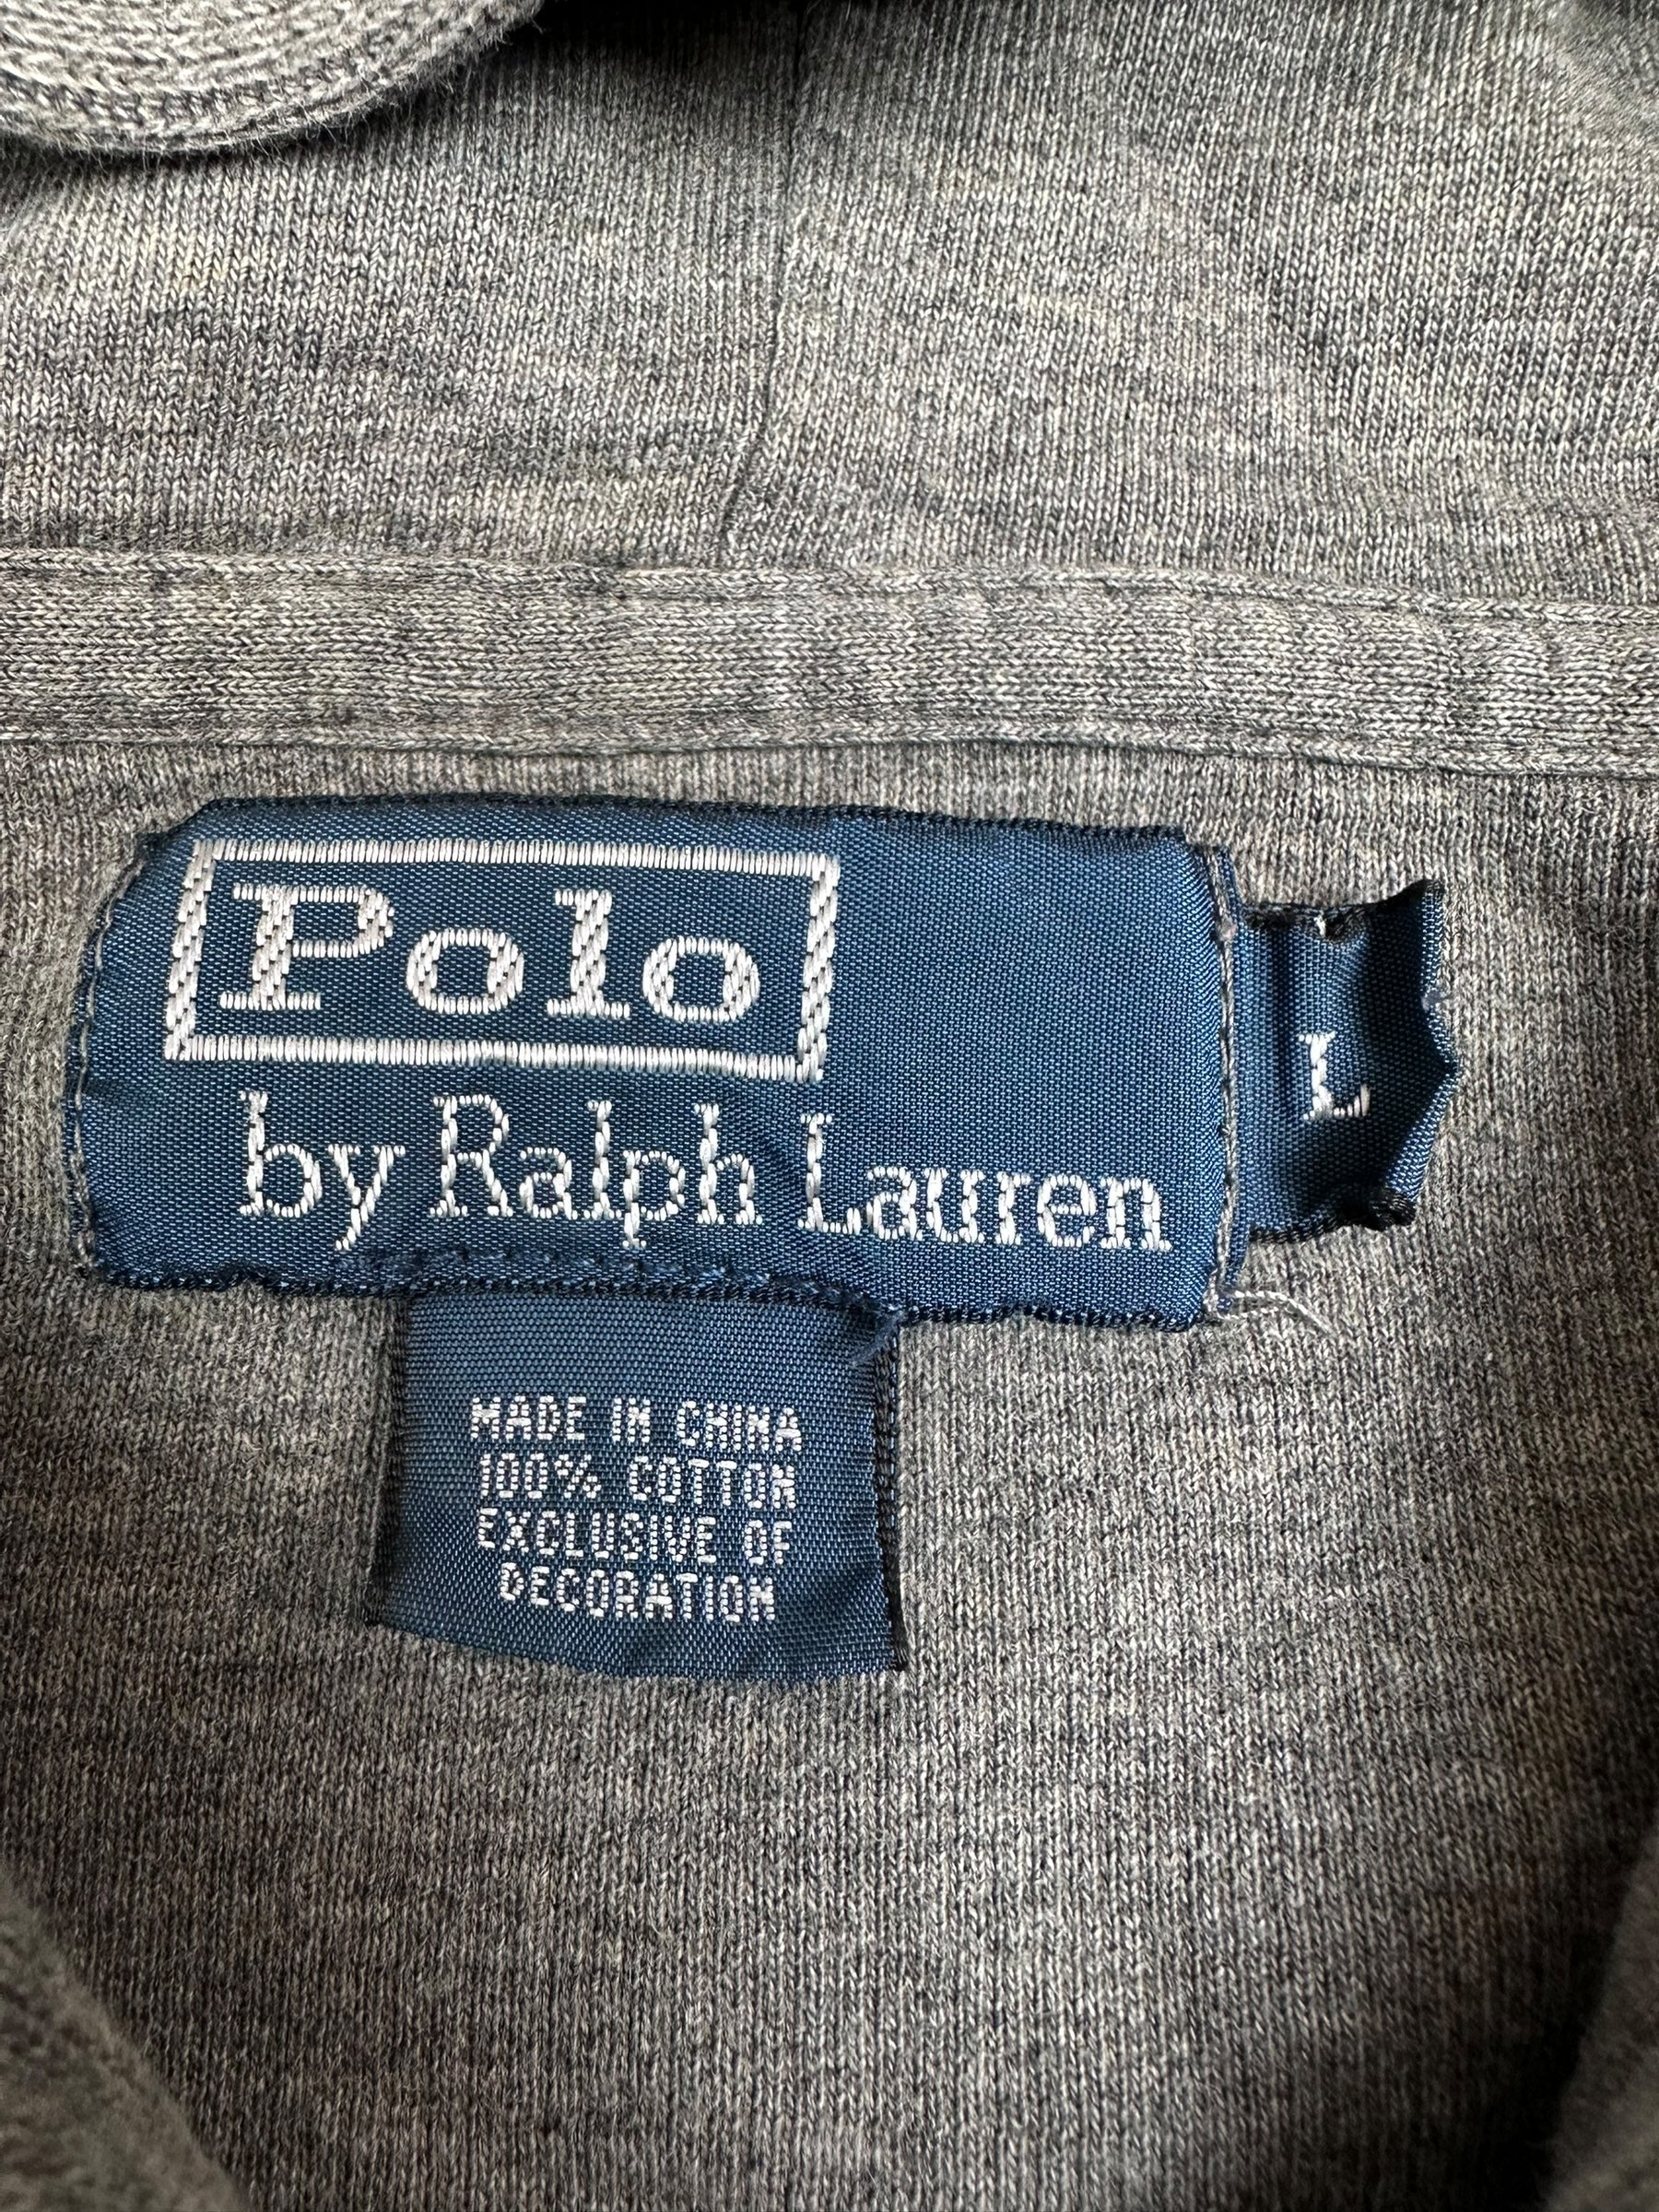 Polo
by Ralph Lauren
L
MADE IN CHINA
100% COTTON
EXCLUSIVE OF
DECORATION